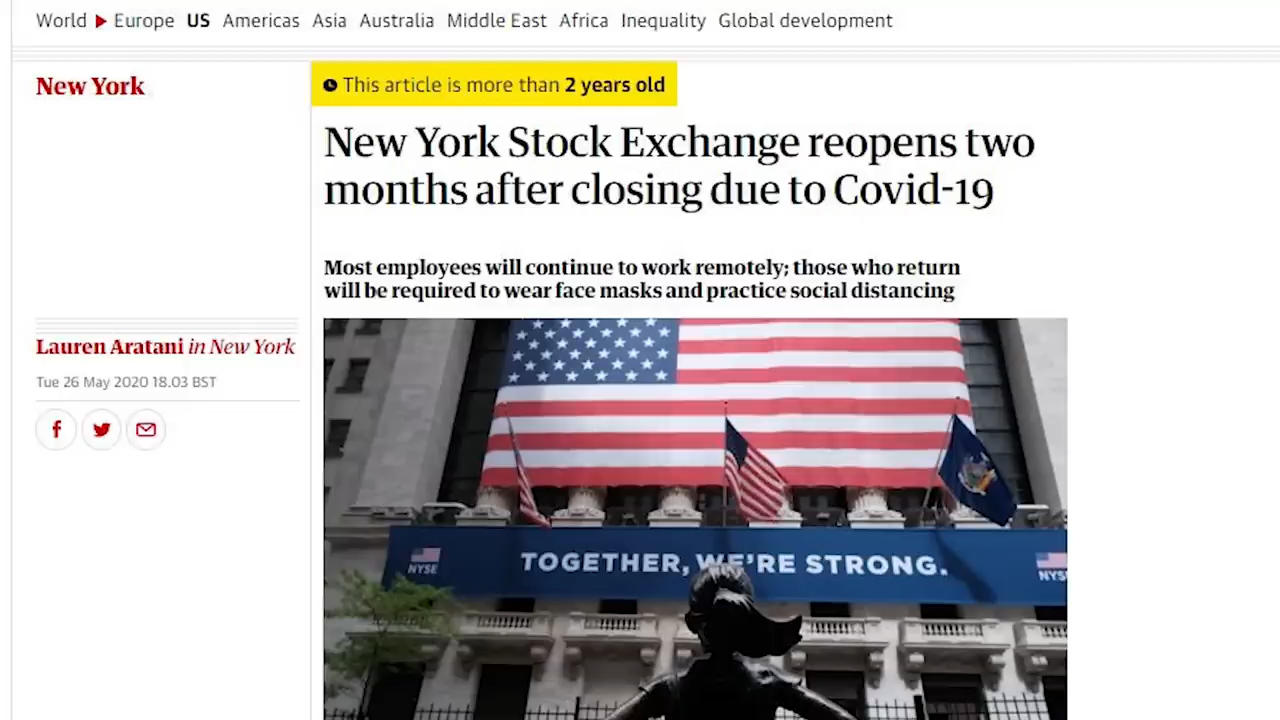 World Europe US Americas Asia Australia Middle East Africa Inequality Global development
New York
This article is more than 2 years old
New York Stock Exchange reopens two
months after closing due to Covid-19
Most employees will continue to work remotely; those who return
will be required to wear face masks and practice social distancing
Lauren Aratani in New York
Tue 26 May 2020 18.03 BST
NYSE
TOGETHER, WE'RE STRONG.
NYS